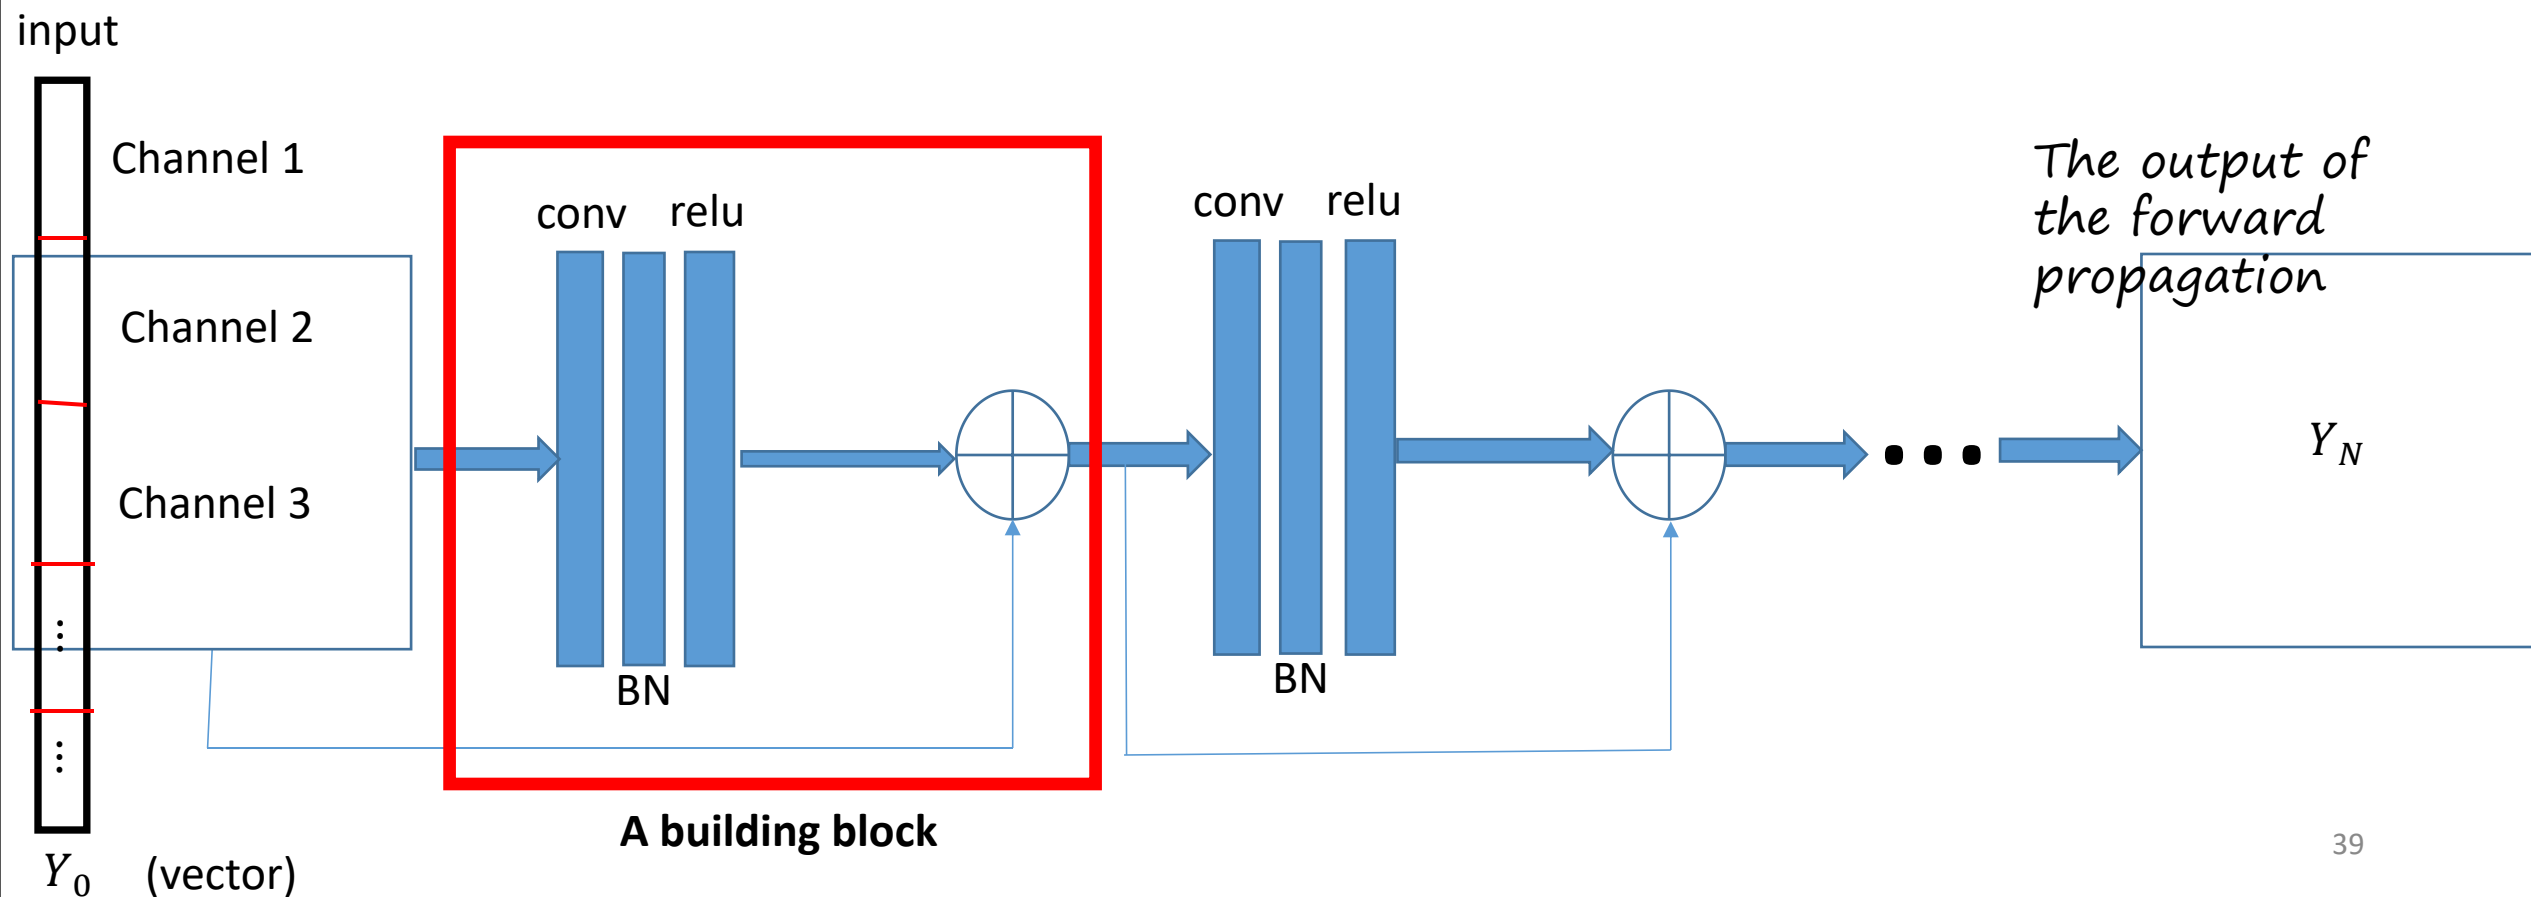 input
Channel 1
Channel 2
Channel 3
⋮
⋮
Y₀ (vector)
conv relu
BN
A building block
conv relu
BN
...
The output of
the forward
propagation
Y_N
39